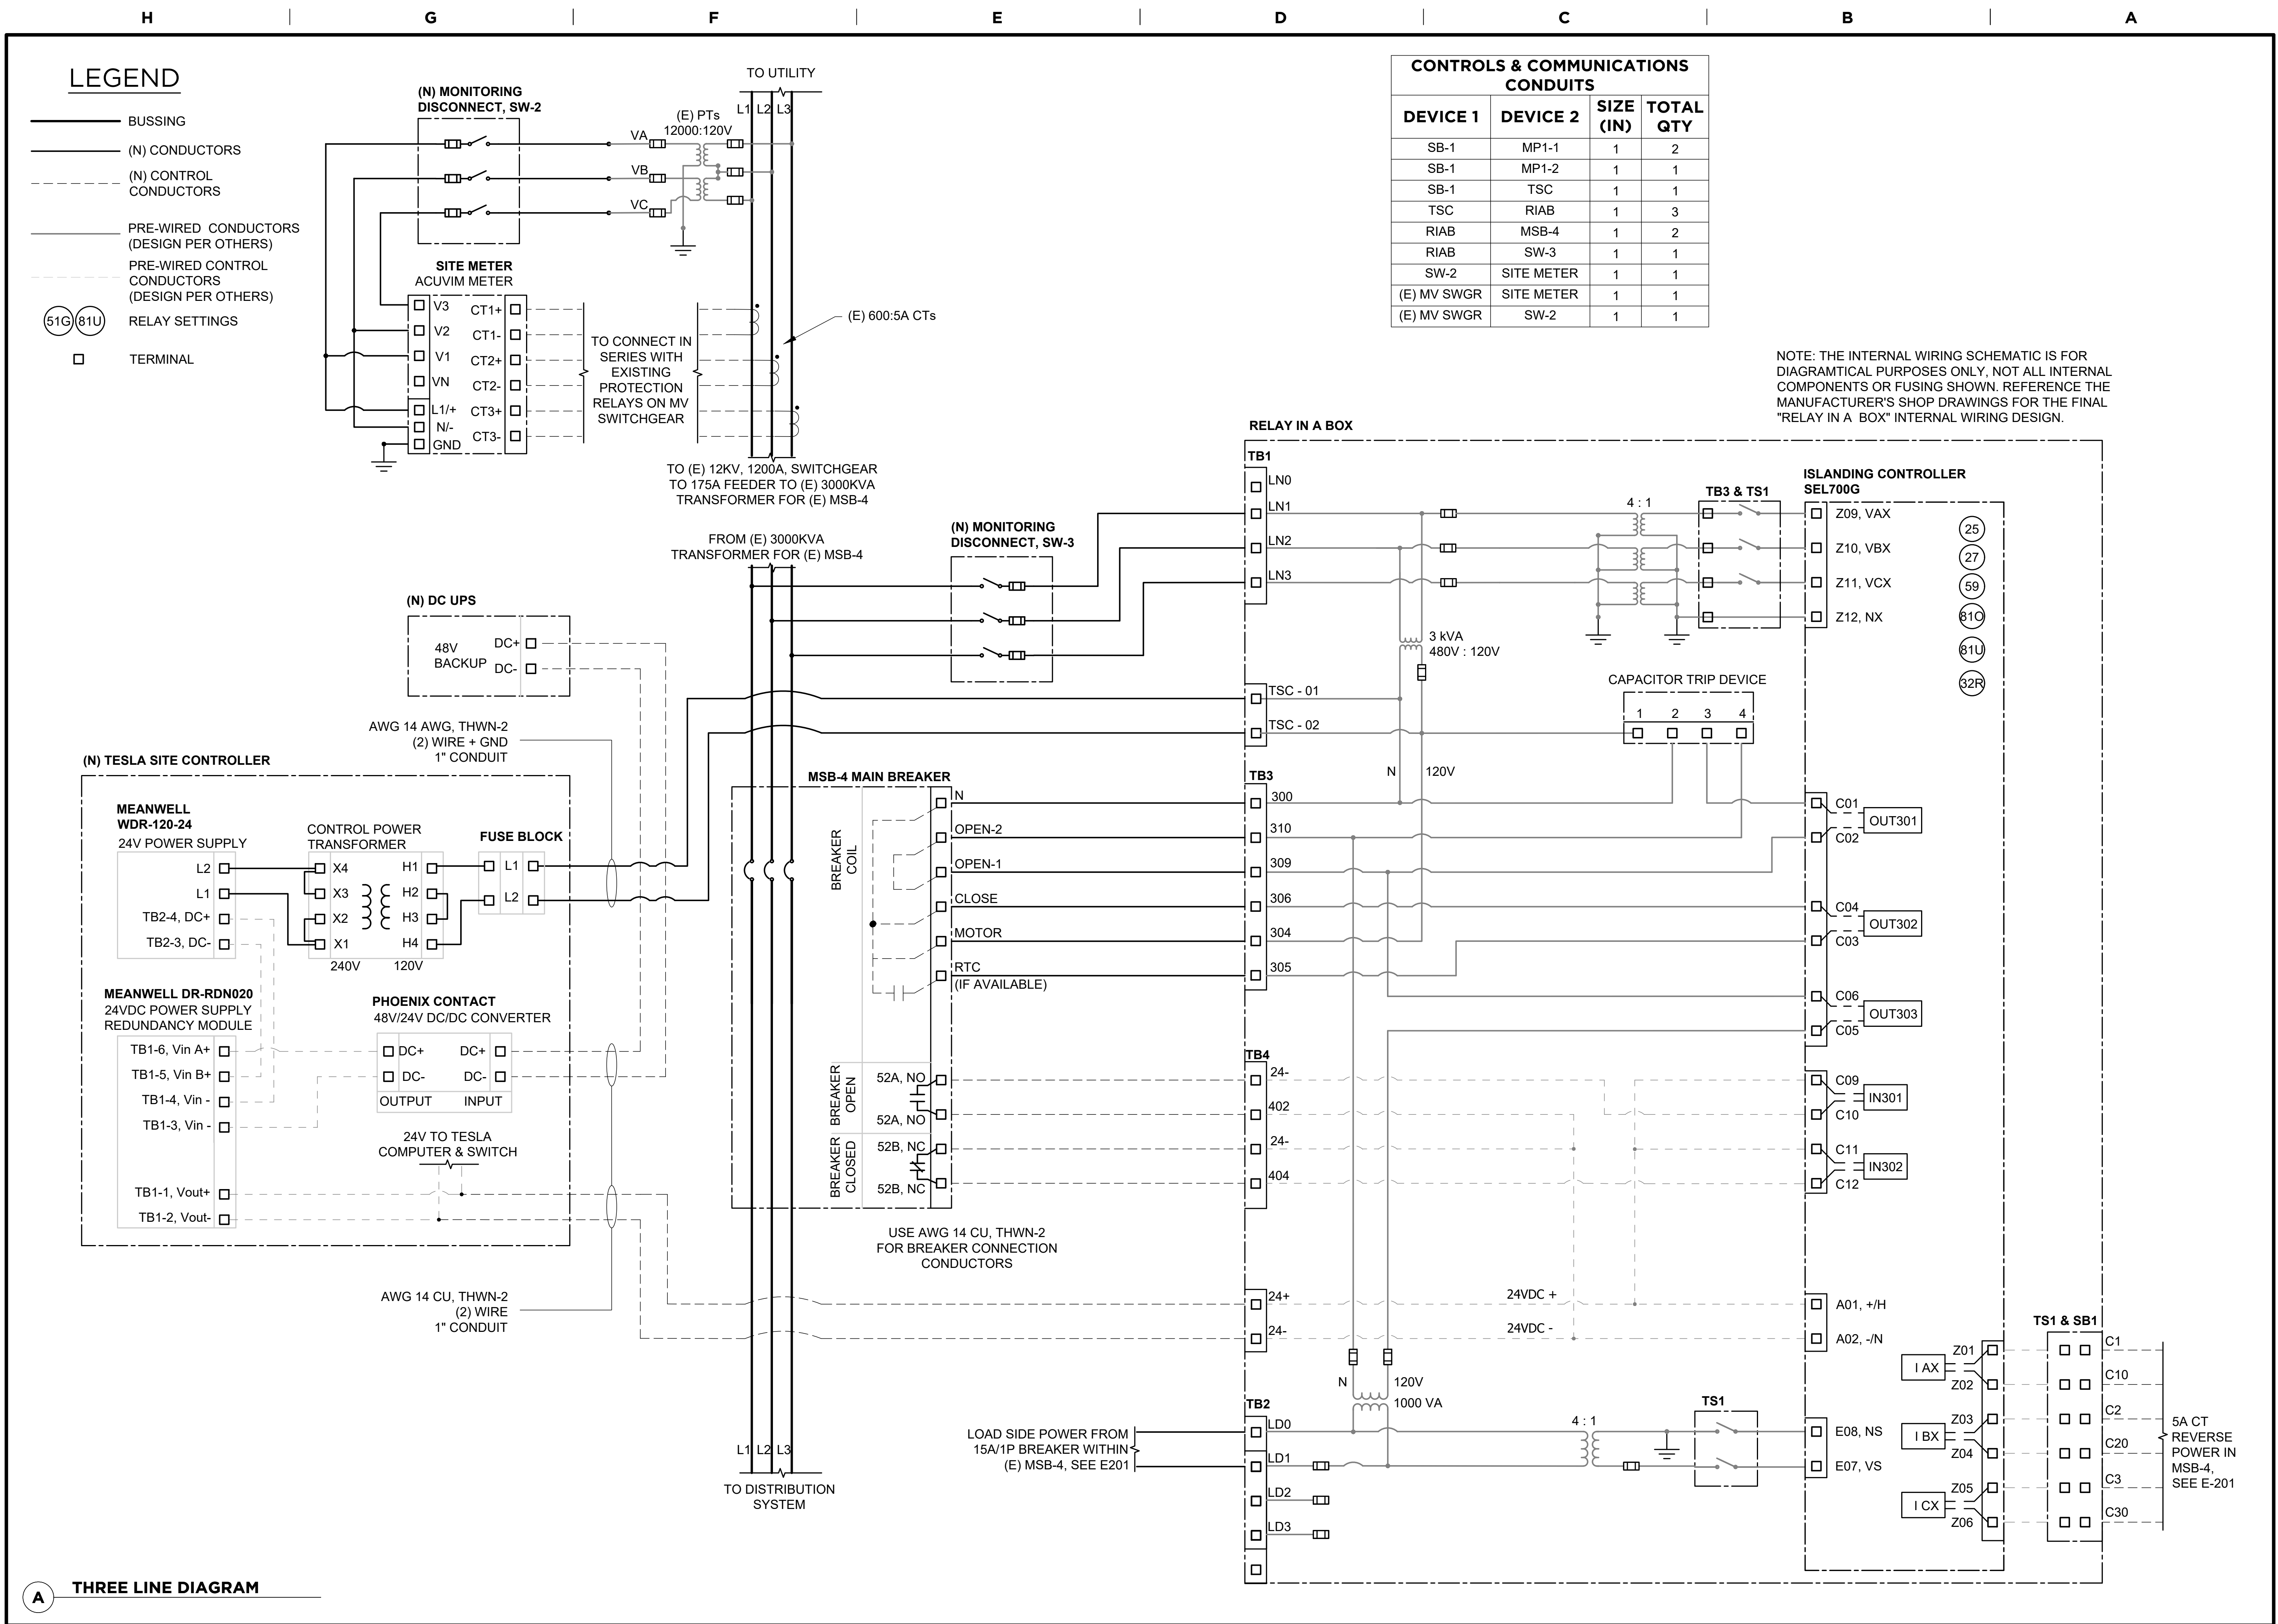 H G F E D C B A
LEGEND
BUSSING
(N) CONDUCTORS
(N) CONTROL
CONDUCTORS
PRE-WIRED CONDUCTORS
(DESIGN PER OTHERS)
PRE-WIRED CONTROL
CONDUCTORS
(DESIGN PER OTHERS)
51G 81U RELAY SETTINGS
TERMINAL
(N) MONITORING
DISCONNECT, SW-2
TO UTILITY
L1 L2 L3
(E) PTs
12000:120V
VA
VB
VC
SITE METER
ACUVIM METER
V3
V2
V1
VN
L1/+
N/-
GND
CT1+
CT1-
CT2+
CT2-
CT3+
CT3-
TO CONNECT IN
SERIES WITH
EXISTING
PROTECTION
RELAYS ON MV
SWITCHGEAR
(E) 600:5A CTs
TO (E) 12KV, 1200A, SWITCHGEAR
TO 175A FEEDER TO (E) 3000KVA
TRANSFORMER FOR (E) MSB-4
FROM (E) 3000KVA
TRANSFORMER FOR (E) MSB-4
(N) MONITORING
DISCONNECT, SW-3
CONTROLS & COMMUNICATIONS
CONDUITS
DEVICE 1 DEVICE 2 SIZE (IN) TOTAL QTY
SB-1 MP1-1 1 2
SB-1 MP1-2 1 1
SB-1 TSC 1 1
TSC RIAB 1 3
RIAB MSB-4 1 2
RIAB SW-3 1 1
SW-2 SITE METER 1 1
(E) MV SWGR SITE METER 1 1
(E) MV SWGR SW-2 1 1
NOTE: THE INTERNAL WIRING SCHEMATIC IS FOR
DIAGRAMTICAL PURPOSES ONLY, NOT ALL INTERNAL
COMPONENTS OR FUSING SHOWN. REFERENCE THE
MANUFACTURER'S SHOP DRAWINGS FOR THE FINAL
"RELAY IN A BOX" INTERNAL WIRING DESIGN.
(N) DC UPS
48V
BACKUP
DC+
DC-
AWG 14 AWG, THWN-2
(2) WIRE + GND
1" CONDUIT
(N) TESLA SITE CONTROLLER
MEANWELL
WDR-120-24
24V POWER SUPPLY
L2
L1
TB2-4, DC+
TB2-3, DC-
CONTROL POWER
TRANSFORMER
X4 H1
X3 H2
X2 H3
X1 H4
240V 120V
FUSE BLOCK
L1
L2
MEANWELL DR-RDN020
24VDC POWER SUPPLY
REDUNDANCY MODULE
TB1-6, Vin A+
TB1-5, Vin B+
TB1-4, Vin -
TB1-3, Vin -
TB1-1, Vout+
TB1-2, Vout-
PHOENIX CONTACT
48V/24V DC/DC CONVERTER
DC+ DC+
DC- DC-
OUTPUT INPUT
24V TO TESLA
COMPUTER & SWITCH
AWG 14 CU, THWN-2
(2) WIRE
1" CONDUIT
MSB-4 MAIN BREAKER
BREAKER
COIL
N
OPEN-2
OPEN-1
CLOSE
MOTOR
RTC
(IF AVAILABLE)
BREAKER
OPEN
52A, NO
52A, NO
BREAKER
CLOSED
52B, NC
52B, NC
USE AWG 14 CU, THWN-2
FOR BREAKER CONNECTION
CONDUCTORS
L1 L2 L3
TO DISTRIBUTION
SYSTEM
LOAD SIDE POWER FROM
15A/1P BREAKER WITHIN
(E) MSB-4, SEE E201
RELAY IN A BOX
TB1
LN0
LN1
LN2
LN3
TSC - 01
TSC - 02
TB3
300
310
309
306
304
305
TB4
24-
402
24-
404
24+
24-
TB2
LD0
LD1
LD2
LD3
3 kVA
480V : 120V
N 120V
4 : 1
TB3 & TS1
CAPACITOR TRIP DEVICE
1 2 3 4
24VDC +
24VDC -
N 120V
1000 VA
4 : 1
TS1
ISLANDING CONTROLLER
SEL700G
Z09, VAX
Z10, VBX
Z11, VCX
Z12, NX
25
27
59
81O
81U
32R
C01
C02
OUT301
C04
C03
OUT302
C06
C05
OUT303
C09
C10
IN301
C11
C12
IN302
A01, +/H
A02, -/N
E08, NS
E07, VS
I AX
Z01
Z02
I BX
Z03
Z04
I CX
Z05
Z06
TS1 & SB1
C1
C10
C2
C20
C3
C30
5A CT
REVERSE
POWER IN
MSB-4,
SEE E-201
A THREE LINE DIAGRAM